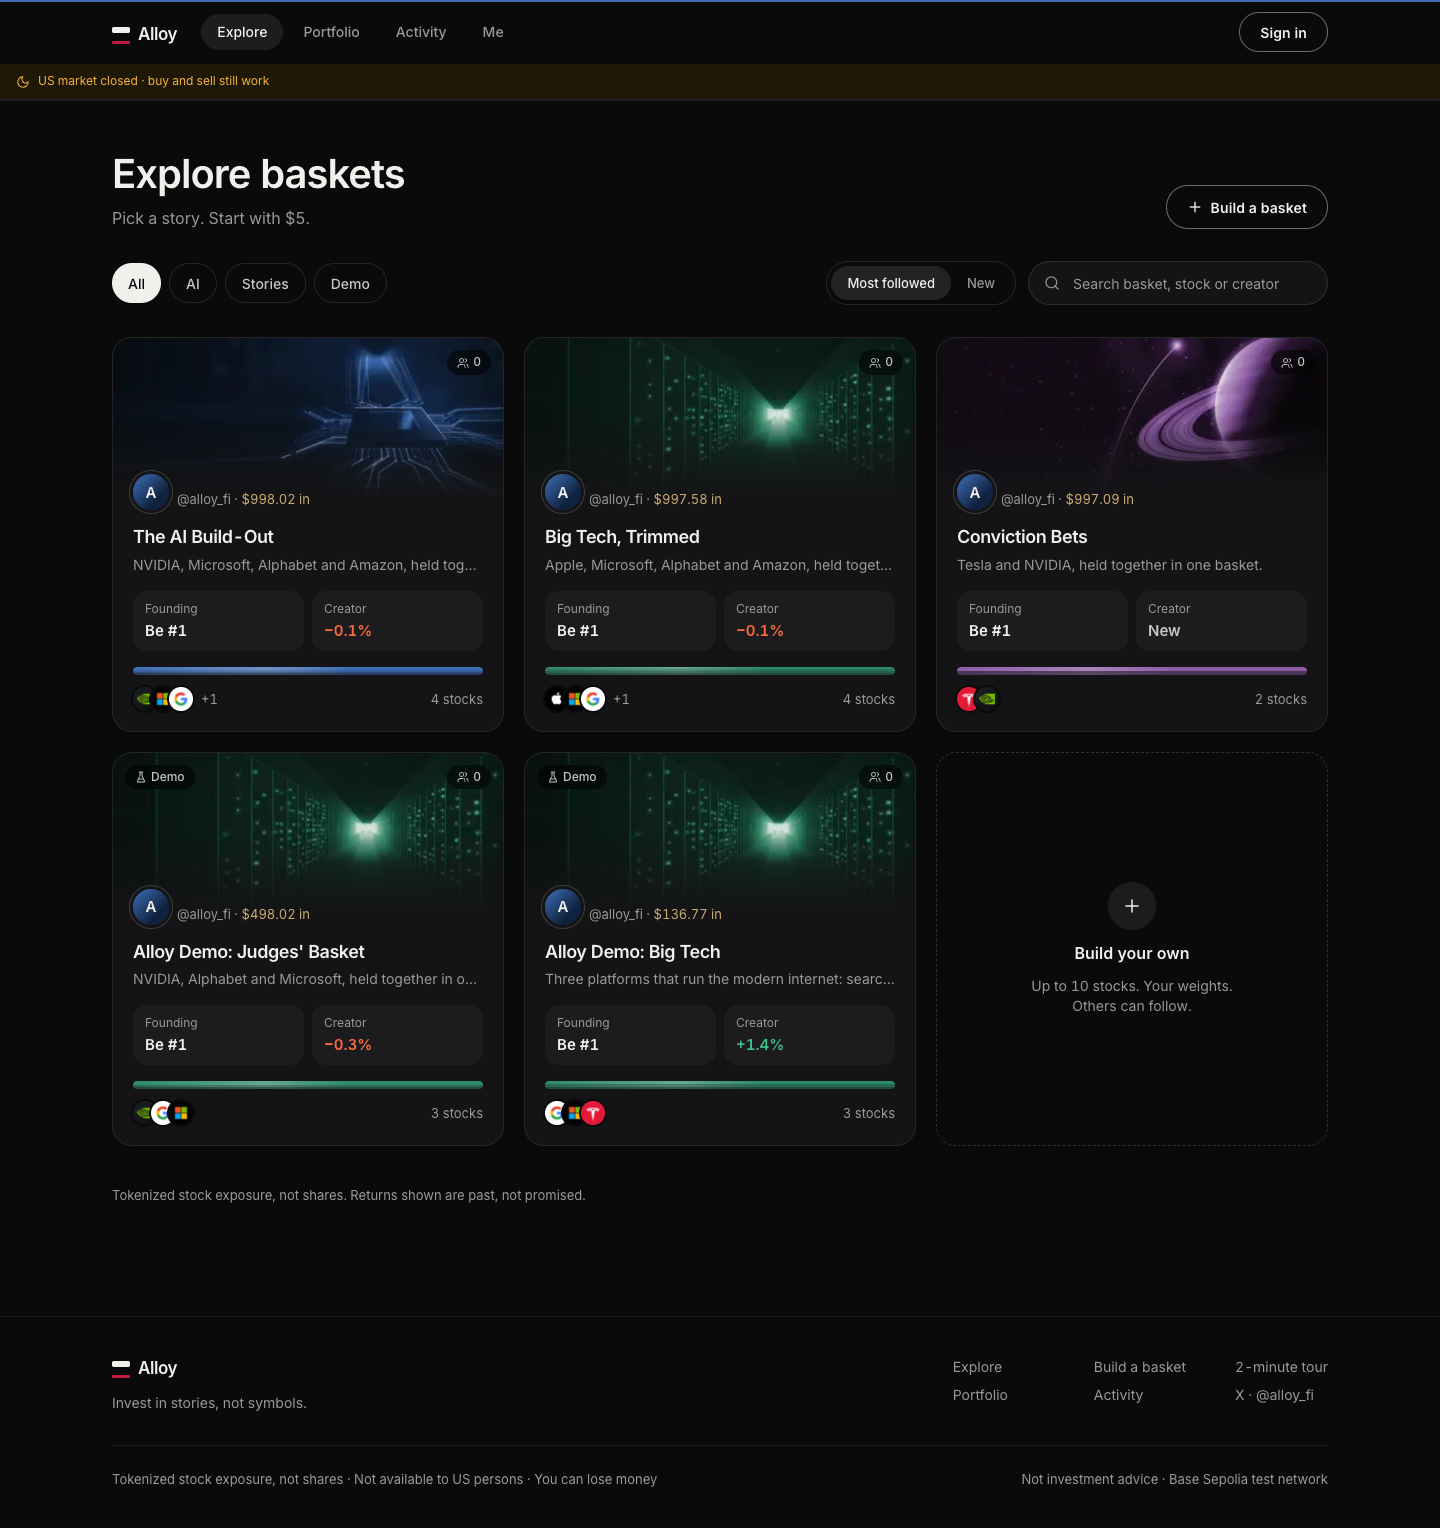 Alloy
Explore
Portfolio
Activity
Me
Sign in
US market closed · buy and sell still work
Explore baskets
Pick a story. Start with $5.
Build a basket
All
AI
Stories
Demo
Most followed
New
Search basket, stock or creator
0
A
@alloy_fi · $998.02 in
The AI Build-Out
NVIDIA, Microsoft, Alphabet and Amazon, held tog...
Founding
Be #1
Creator
−0.1%
+1
4 stocks
0
A
@alloy_fi · $997.58 in
Big Tech, Trimmed
Apple, Microsoft, Alphabet and Amazon, held toget...
Founding
Be #1
Creator
−0.1%
+1
4 stocks
0
A
@alloy_fi · $997.09 in
Conviction Bets
Tesla and NVIDIA, held together in one basket.
Founding
Be #1
Creator
New
2 stocks
Demo
0
A
@alloy_fi · $498.02 in
Alloy Demo: Judges' Basket
NVIDIA, Alphabet and Microsoft, held together in o...
Founding
Be #1
Creator
−0.3%
3 stocks
Demo
0
A
@alloy_fi · $136.77 in
Alloy Demo: Big Tech
Three platforms that run the modern internet: searc...
Founding
Be #1
Creator
+1.4%
3 stocks
Build your own
Up to 10 stocks. Your weights.
Others can follow.
Tokenized stock exposure, not shares. Returns shown are past, not promised.
Alloy
Invest in stories, not symbols.
Explore
Build a basket
2-minute tour
Portfolio
Activity
X · @alloy_fi
Tokenized stock exposure, not shares · Not available to US persons · You can lose money
Not investment advice · Base Sepolia test network